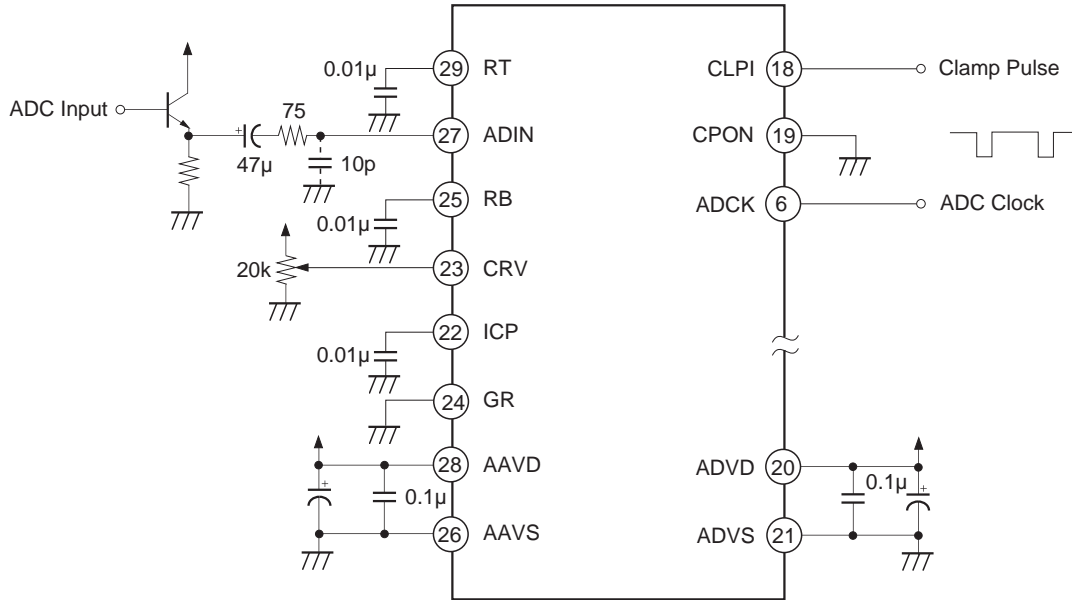 0.01µ
29
RT
CLPI
18
Clamp Pulse
ADC Input
75
47µ
10p
27
ADIN
CPON
19
25
RB
0.01µ
ADCK
6
ADC Clock
20k
23
CRV
22
ICP
0.01µ
24
GR
28
AAVD
0.1µ
26
AAVS
ADVD
20
0.1µ
ADVS
21
+
+
+